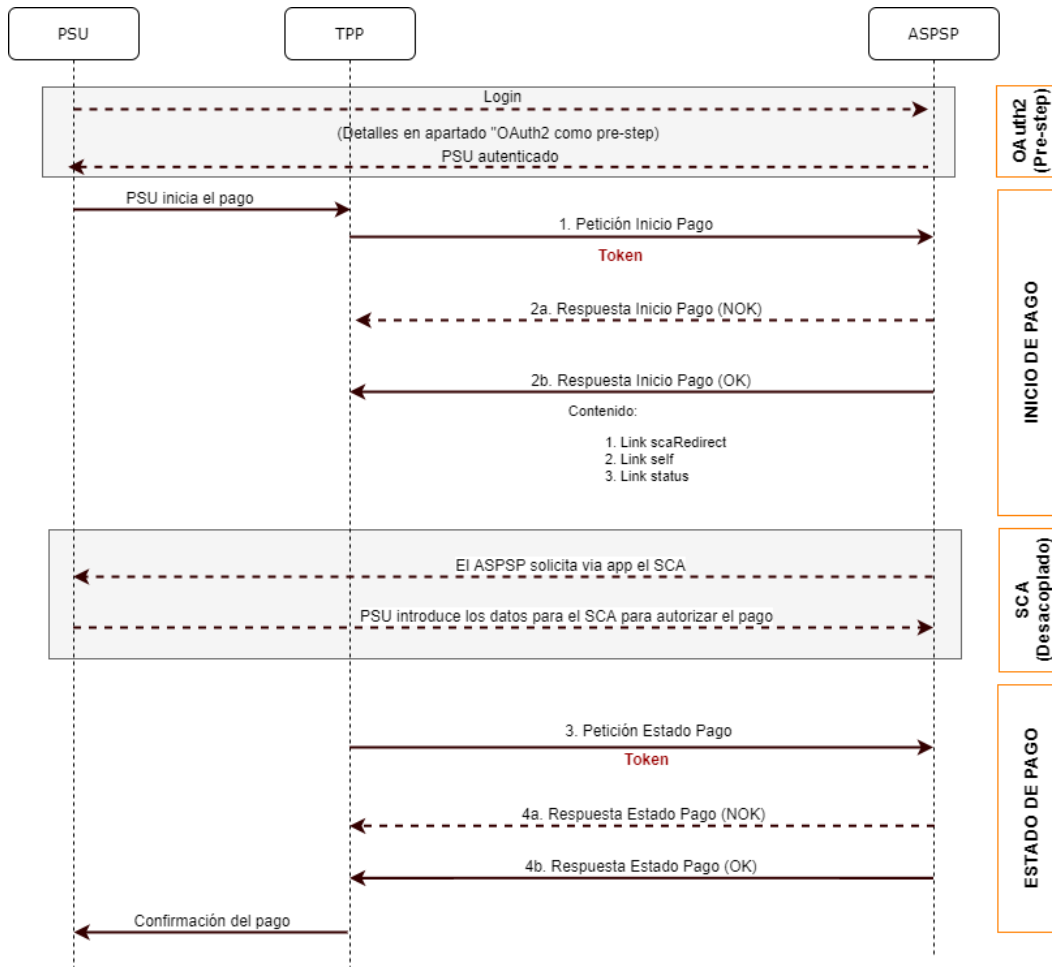 PSU
TPP
ASPSP
Login
(Detalles en apartado "OAuth2 como pre-step)
PSU autenticado
OAuth2
(Pre-step)
PSU inicia el pago
1. Petición Inicio Pago
Token
2a. Respuesta Inicio Pago (NOK)
2b. Respuesta Inicio Pago (OK)
Contenido:
1. Link scaRedirect
2. Link self
3. Link status
INICIO DE PAGO
El ASPSP solicita via app el SCA
PSU introduce los datos para el SCA para autorizar el pago
SCA
(Desacoplado)
3. Petición Estado Pago
Token
4a. Respuesta Estado Pago (NOK)
4b. Respuesta Estado Pago (OK)
Confirmación del pago
ESTADO DE PAGO